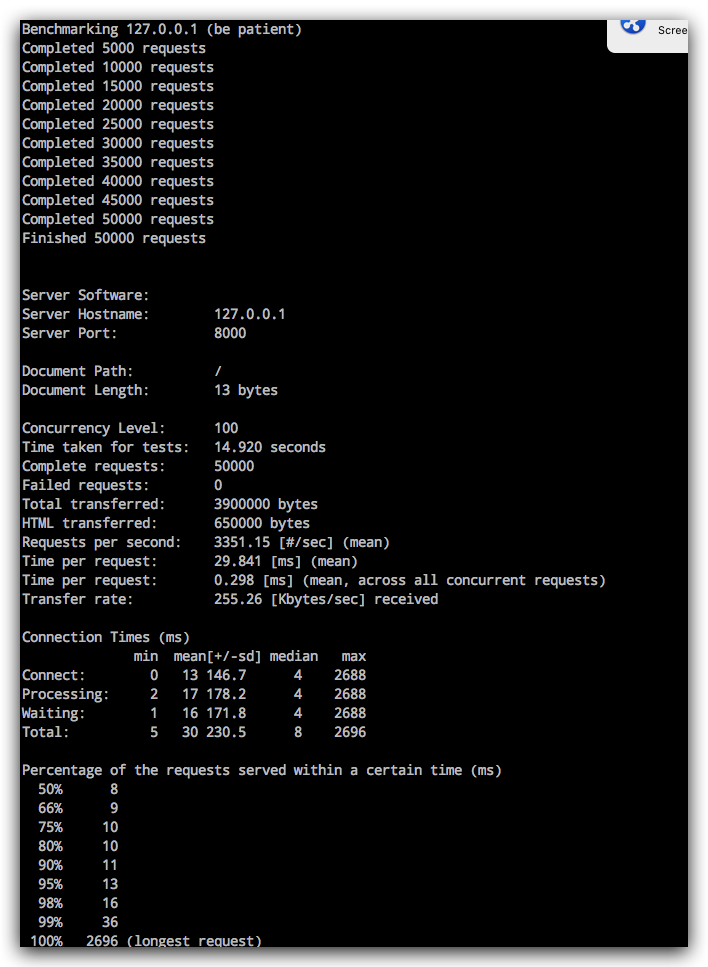 Benchmarking 127.0.0.1 (be patient)
Scree
Completed 5000 requests
Completed 10000 requests
Completed 15000 requests
Completed 20000 requests
Completed 25000 requests
Completed 30000 requests
Completed 35000 requests
Completed 40000 requests
Completed 45000 requests
Completed 50000 requests
Finished 50000 requests
Server Software:
Server Hostname:        127.0.0.1
Server Port:            8000
Document Path:          /
Document Length:        13 bytes
Concurrency Level:      100
Time taken for tests:   14.920 seconds
Complete requests:      50000
Failed requests:        0
Total transferred:      3900000 bytes
HTML transferred:       650000 bytes
Requests per second:    3351.15 [#/sec] (mean)
Time per request:       29.841 [ms] (mean)
Time per request:       0.298 [ms] (mean, across all concurrent requests)
Transfer rate:          255.26 [Kbytes/sec] received
Connection Times (ms)
              min  mean[+/-sd] median   max
Connect:        0   13 146.7      4    2688
Processing:     2   17 178.2      4    2688
Waiting:        1   16 171.8      4    2688
Total:          5   30 230.5      8    2696
Percentage of the requests served within a certain time (ms)
  50%      8
  66%      9
  75%     10
  80%     10
  90%     11
  95%     13
  98%     16
  99%     36
 100%   2696 (longest request)